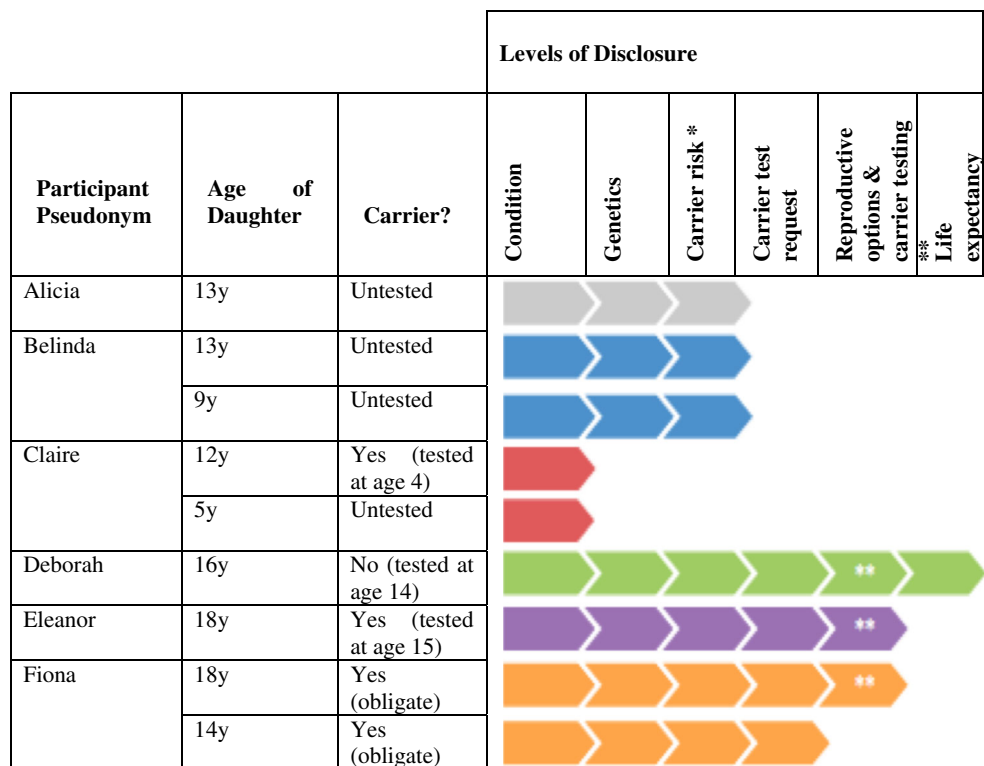 Levels of Disclosure
Participant
Pseudonym
Age of
Daughter
Carrier?
Condition
Genetics
Carrier risk *
Carrier test
request
Reproductive
options &
carrier testing
**
Life
expectancy
Alicia
13y
Untested
Belinda
13y
Untested
9y
Untested
Claire
12y
Yes (tested
at age 4)
5y
Untested
Deborah
16y
No (tested at
age 14)
**
Eleanor
18y
Yes (tested
at age 15)
**
Fiona
18y
Yes
(obligate)
**
14y
Yes
(obligate)